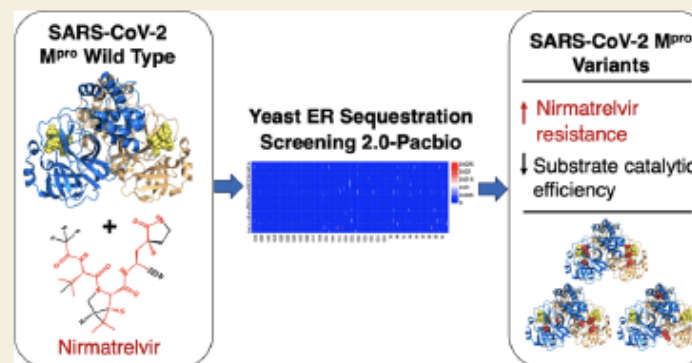 SARS-CoV-2
Mpro Wild Type
+
Nirmatrelvir
Yeast ER Sequestration
Screening 2.0-Pacbio
SARS-CoV-2 Mpro
Variants
↑ Nirmatrelvir
resistance
↓ Substrate catalytic
efficiency